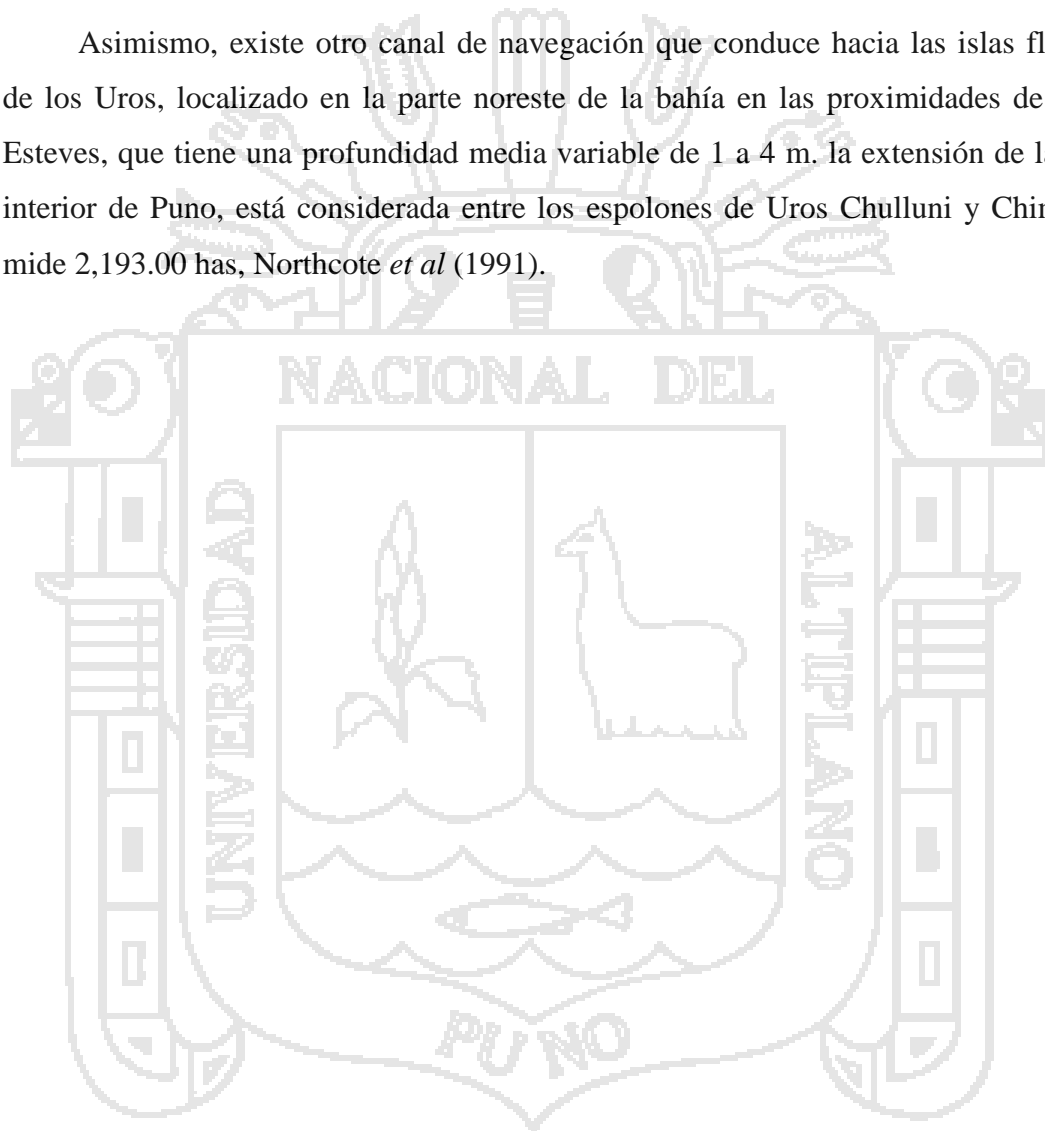 Asimismo, existe otro canal de navegación que conduce hacia las islas
de los Uros, localizado en la parte noreste de la bahía en las proximidades de
Esteves, que tiene una profundidad media variable de 1 a 4 m. la extensión de
interior de Puno, está considerada entre los espolones de Uros Chulluni y
mide 2,193.00 has, Northcote et al (1991).
NACIONAL DEL
UNIVERSIDAD
ALTIPLANO
PUNO